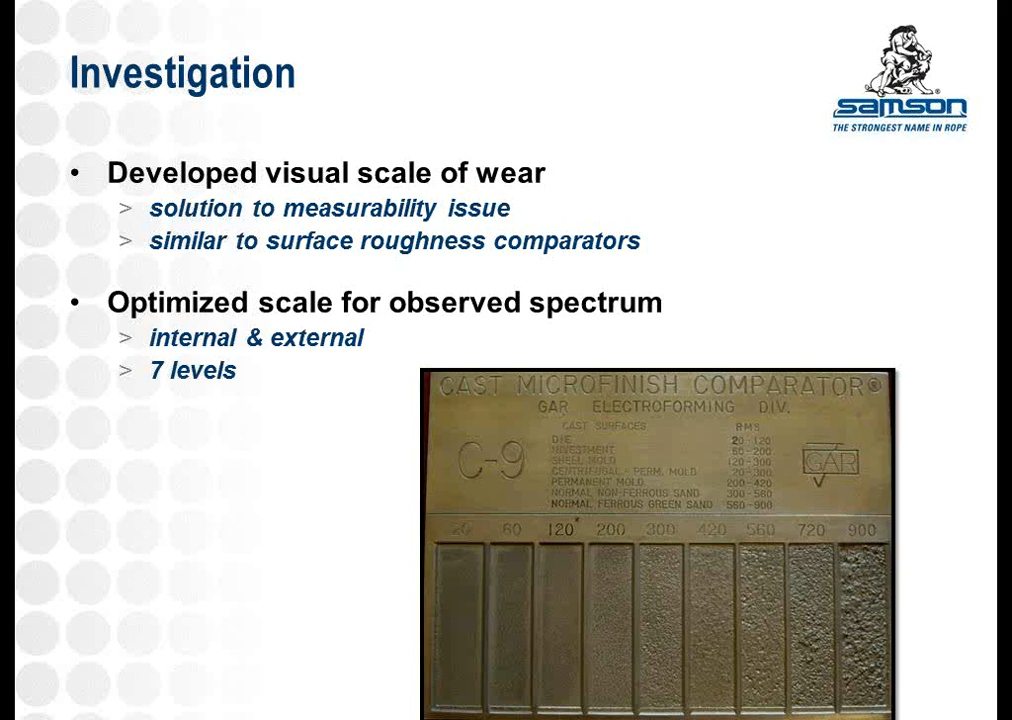 Investigation
samson
THE STRONGEST NAME IN ROPE
• Developed visual scale of wear
> solution to measurability issue
> similar to surface roughness comparators
• Optimized scale for observed spectrum
> internal & external
> 7 levels
CAST MICROFINISH COMPARATOR®
GAR ELECTROFORMING DIV.
CAST SURFACES RMS
C-9
DIE 20-120
INVESTMENT 60-200
SHELL MOLD 120-300
CENTRIFUGAL - PERM. MOLD 20-300
PERMANENT MOLD 200-420
NORMAL NON-FERROUS SAND 300-560
NORMAL FERROUS GREEN SAND 560-900
GAR
20 60 120 200 300 420 560 720 900